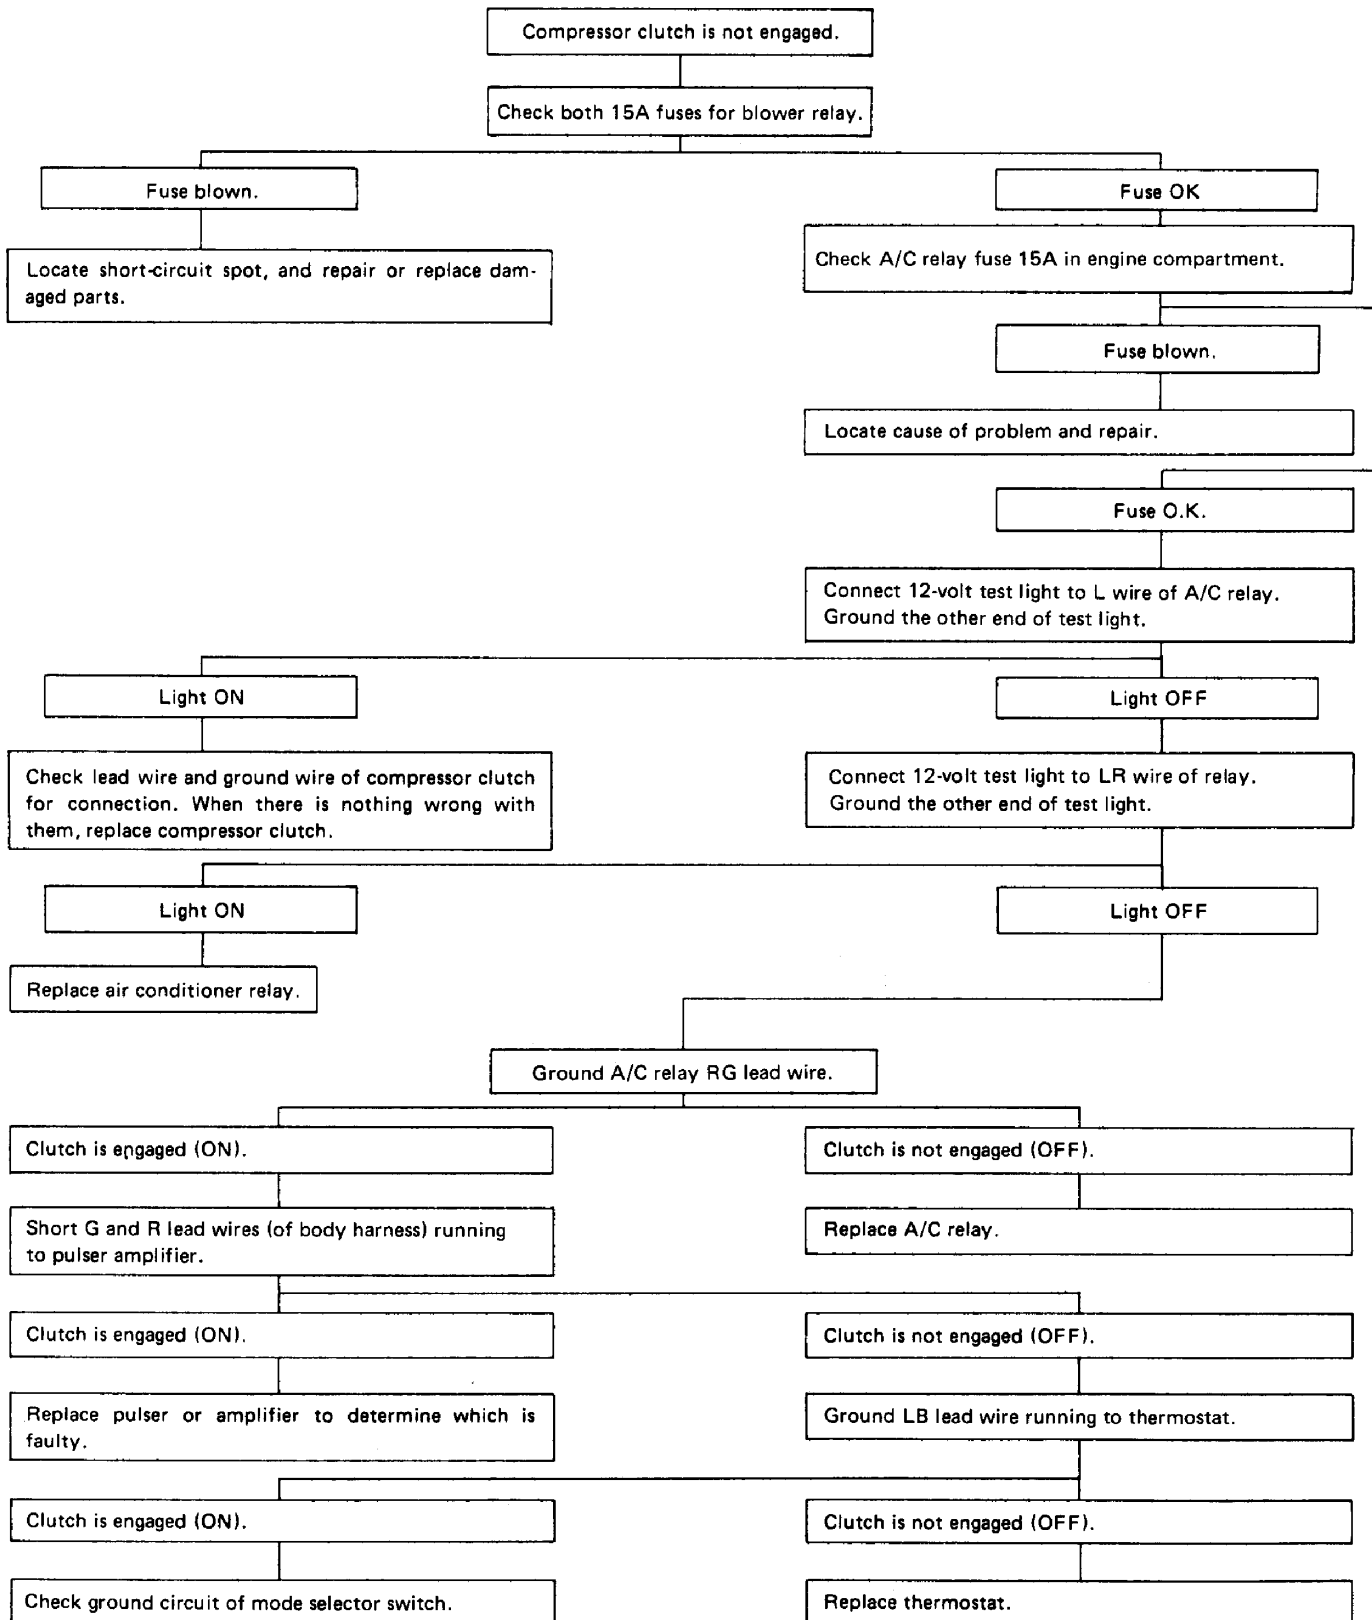 Compressor clutch is not engaged.
Check both 15A fuses for blower relay.
Fuse blown.
Fuse OK
Locate short-circuit spot, and repair or replace dam-
aged parts.
Check A/C relay fuse 15A in engine compartment.
Fuse blown.
Locate cause of problem and repair.
Fuse O.K.
Connect 12-volt test light to L wire of A/C relay.
Ground the other end of test light.
Light ON
Light OFF
Check lead wire and ground wire of compressor clutch
for connection. When there is nothing wrong with
them, replace compressor clutch.
Connect 12-volt test light to LR wire of relay.
Ground the other end of test light.
Light ON
Light OFF
Replace air conditioner relay.
Ground A/C relay RG lead wire.
Clutch is engaged (ON).
Clutch is not engaged (OFF).
Short G and R lead wires (of body harness) running
to pulser amplifier.
Replace A/C relay.
Clutch is engaged (ON).
Clutch is not engaged (OFF).
Replace pulser or amplifier to determine which is
faulty.
Ground LB lead wire running to thermostat.
Clutch is engaged (ON).
Clutch is not engaged (OFF).
Check ground circuit of mode selector switch.
Replace thermostat.